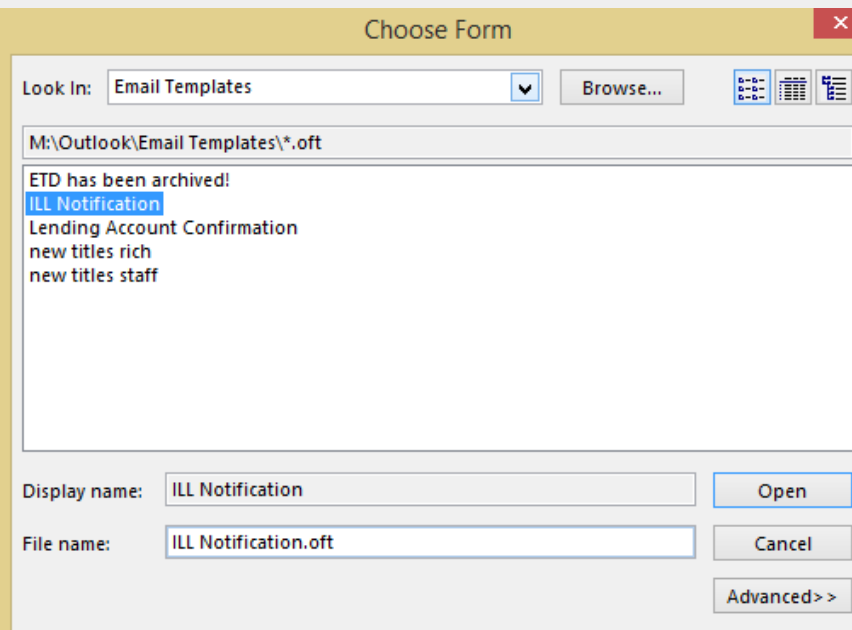 Choose Form
Look In: Email Templates Browse...
M:\Outlook\Email Templates\*.oft
ETD has been archived!
ILL Notification
Lending Account Confirmation
new titles rich
new titles staff
Display name: ILL Notification Open
File name: ILL Notification.oft Cancel
Advanced>>